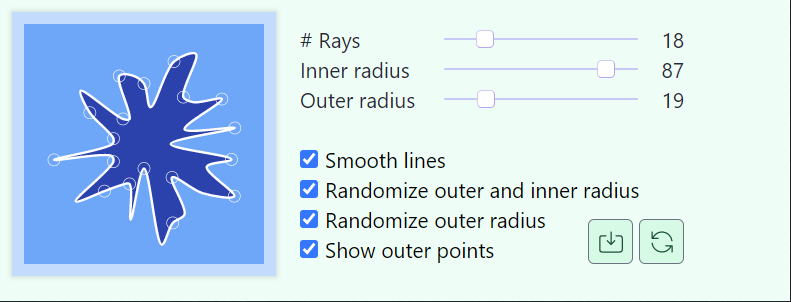 # Rays 18
Inner radius 87
Outer radius 19
Smooth lines
Randomize outer and inner radius
Randomize outer radius
Show outer points